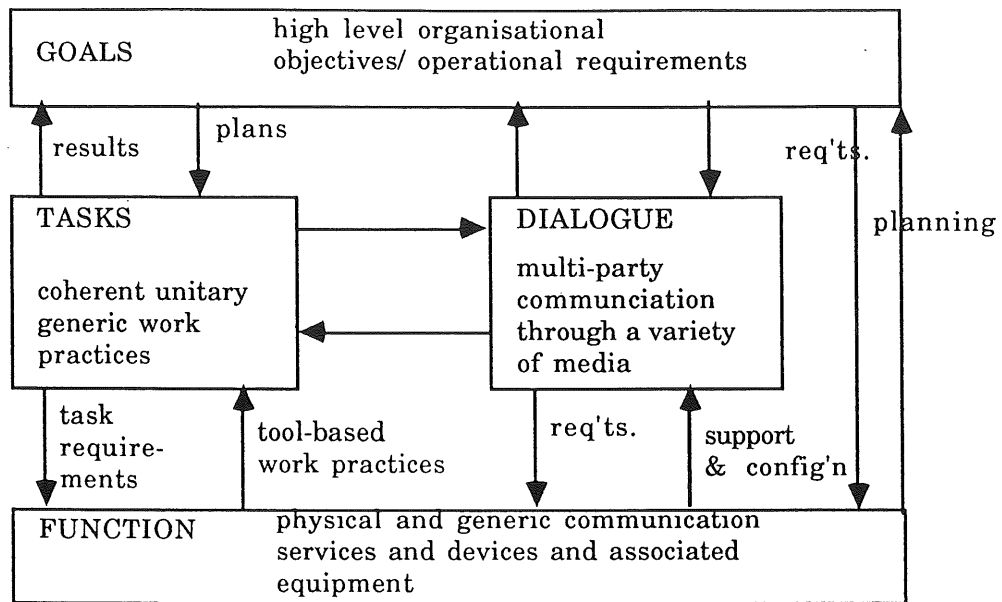 GOALS
high level organisational
objectives/ operational requirements
results
plans
req'ts.
planning
TASKS
coherent unitary
generic work
practices
DIALOGUE
multi-party
communciation
through a variety
of media
task
require-
ments
tool-based
work practices
req'ts.
support
& config'n
FUNCTION
physical and generic communication
services and devices and associated
equipment